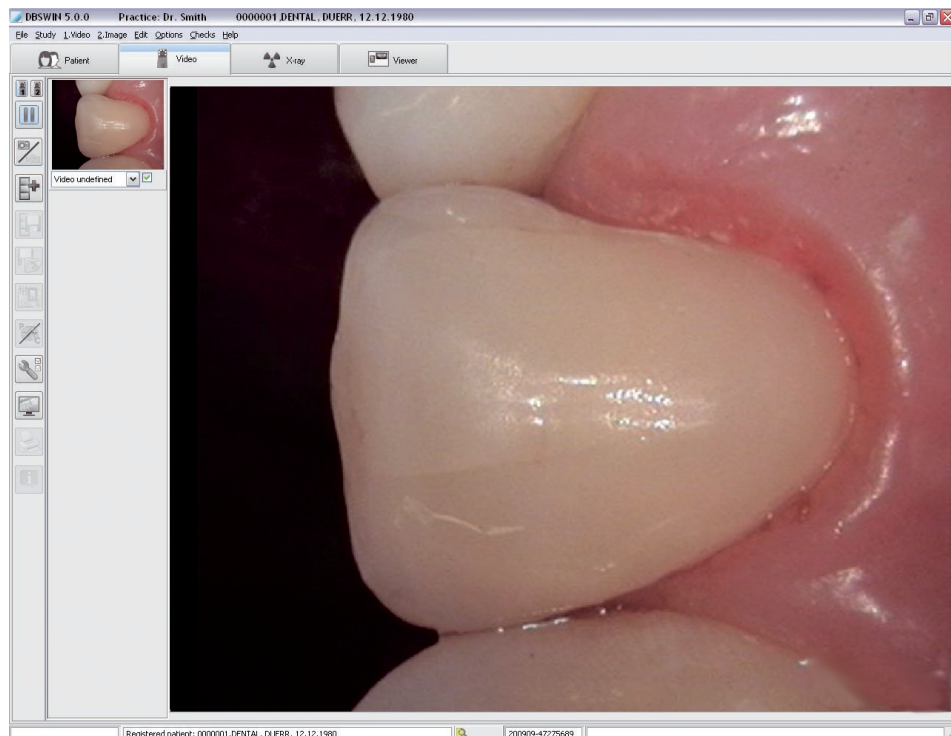 DBSWIN 5.0.0 Practice: Dr. Smith 0000001 ,DENTAL, DUERR, 12.12.1980
File Study 1.Video 2.Image Edit Options Checks Help
Patient Video X-ray Viewer
1 2
Video undefined
Registered patient: 0000001,DENTAL, DUERR, 12.12.1980 200909-47275689